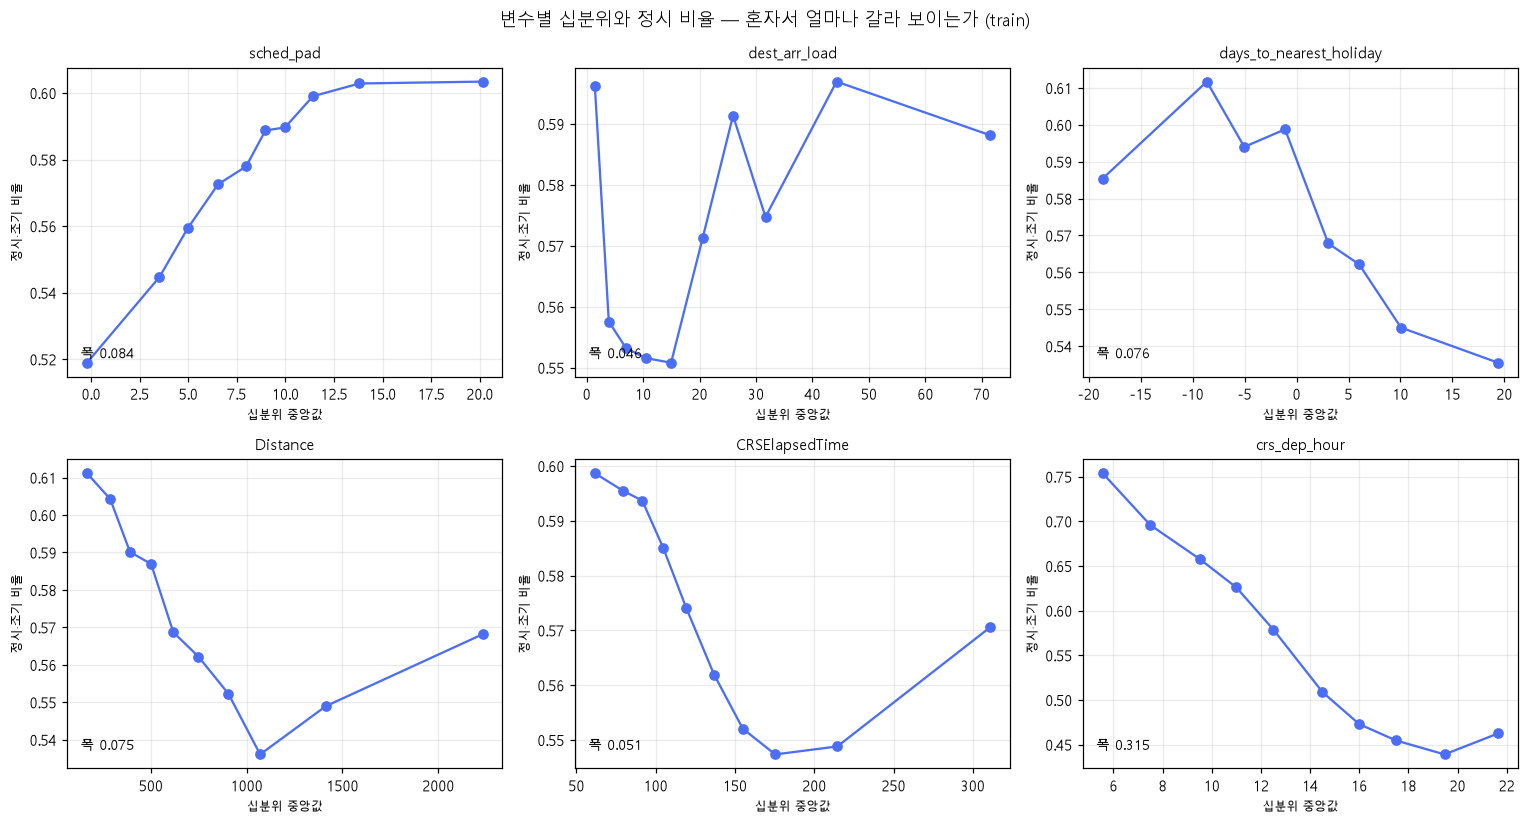 변수별 십분위와 정시 비율 — 혼자서 얼마나 갈라 보이는가 (train)
sched_pad
정시·조기 비율
0.60
0.58
0.56
0.54
0.52
폭 0.084
0.0 2.5 5.0 7.5 10.0 12.5 15.0 17.5 20.0
십분위 중앙값
dest_arr_load
정시·조기 비율
0.59
0.58
0.57
0.56
0.55
폭 0.046
0 10 20 30 40 50 60 70
십분위 중앙값
days_to_nearest_holiday
정시·조기 비율
0.61
0.60
0.59
0.58
0.57
0.56
0.55
0.54
폭 0.076
-20 -15 -10 -5 0 5 10 15 20
십분위 중앙값
Distance
정시·조기 비율
0.61
0.60
0.59
0.58
0.57
0.56
0.55
0.54
폭 0.075
500 1000 1500 2000
십분위 중앙값
CRSElapsedTime
정시·조기 비율
0.60
0.59
0.58
0.57
0.56
0.55
폭 0.051
50 100 150 200 250 300
십분위 중앙값
crs_dep_hour
정시·조기 비율
0.75
0.70
0.65
0.60
0.55
0.50
0.45
폭 0.315
6 8 10 12 14 16 18 20 22
십분위 중앙값